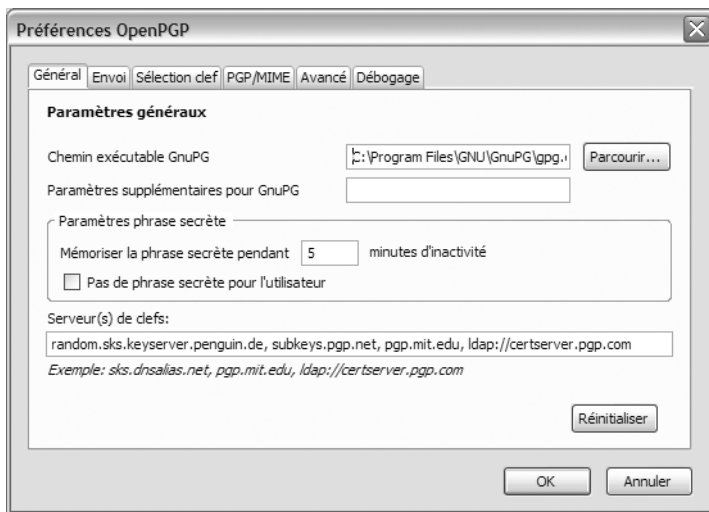 Préférences OpenPGP
Général Envoi Sélection clef PGP/MIME Avancé Débogage
Paramètres généraux
Chemin exécutable GnuPG C:\Program Files\GNU\GnuPG\gpg.e Parcourir...
Paramètres supplémentaires pour GnuPG
Paramètres phrase secrète
Mémoriser la phrase secrète pendant 5 minutes d'inactivité
Pas de phrase secrète pour l'utilisateur
Serveur(s) de clefs:
random.sks.keyserver.penguin.de, subkeys.pgp.net, pgp.mit.edu, ldap://certserver.pgp.com
Exemple: sks.dnsalias.net, pgp.mit.edu, ldap://certserver.pgp.com
Réinitialiser
OK Annuler